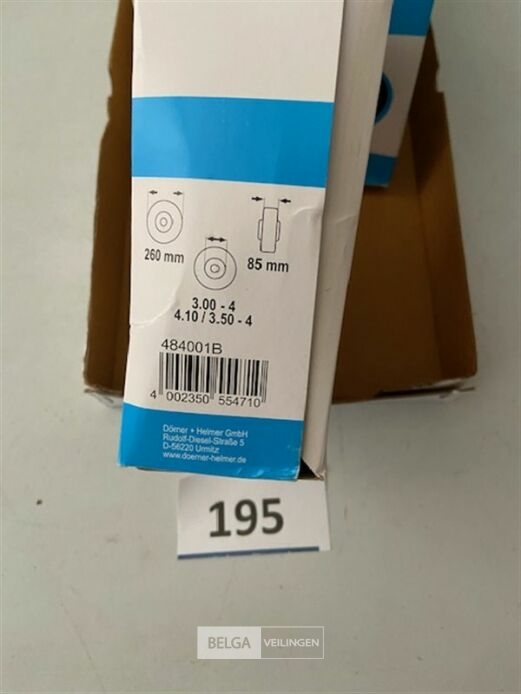 260 mm
85 mm
3.00 - 4
4.10 / 3.50 - 4
484001B
4 002350 554710
Dörner + Helmer GmbH
Rudolf-Diesel-Straße 5
D-56220 Urmitz
www.doerner-helmer.de
195
BELGA VEILINGEN